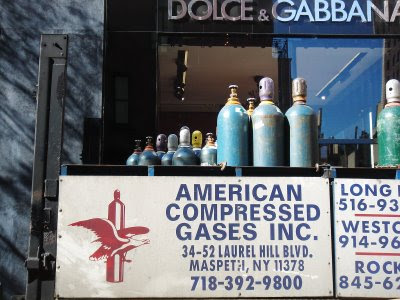 DOLCE & GABBANA
AMERICAN
COMPRESSED
GASES INC.
34-52 LAUREL HILL BLVD.
MASPETH, NY 11378
718-392-9800
LONG
516-93
WESTC
914-96
ROCK
845-62